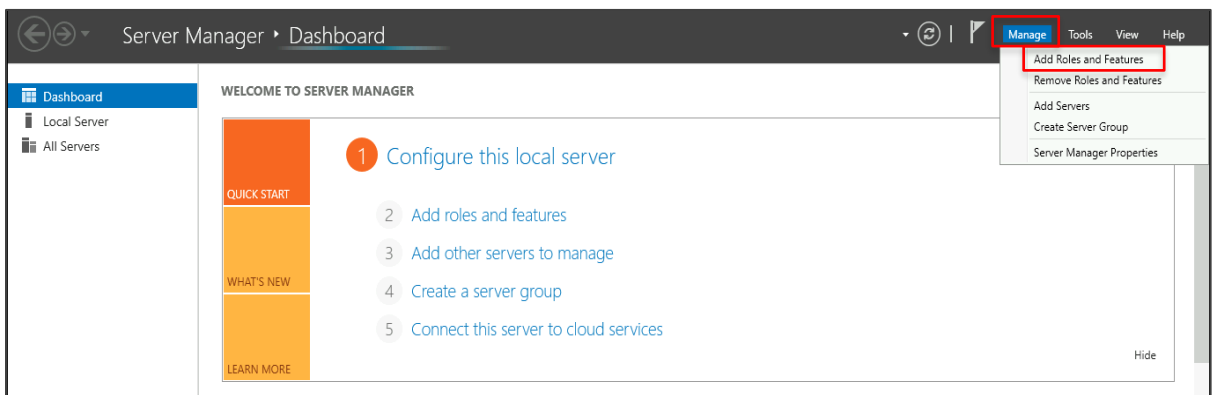 Server Manager • Dashboard
Manage Tools View Help
Add Roles and Features
Remove Roles and Features
Add Servers
Create Server Group
Server Manager Properties
Dashboard
Local Server
All Servers
WELCOME TO SERVER MANAGER
QUICK START
WHAT'S NEW
LEARN MORE
1 Configure this local server
2 Add roles and features
3 Add other servers to manage
4 Create a server group
5 Connect this server to cloud services
Hide